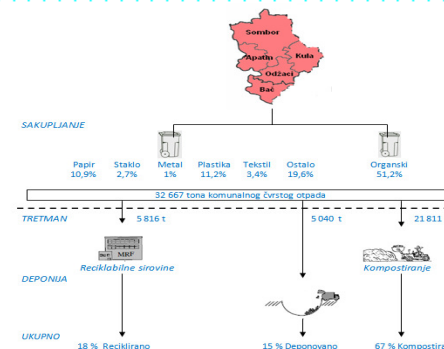 Sombor
Apatin
Kula
Odžaci
Bač
SAKUPLJANJE
Papir Staklo Metal Plastika Tekstil Ostalo Organski
10,9% 2,7% 1% 11,2% 3,4% 19,6% 51,2%
32 667 tona komunalnog čvrstog otpada
TRETMAN 5 816 t 5 040 t 21 811
MRF
Reciklabilne sirovine Kompostiranje
DEPONIJA
UKUPNO
18 % Reciklirano 15 % Deponovano 67 % Kompostira